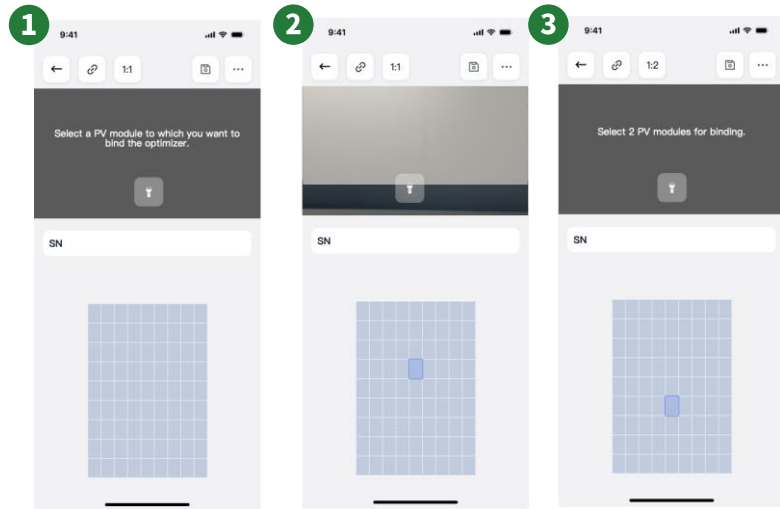 1
9:41
1:1
Select a PV module to which you want to
bind the optimizer.
SN
2
9:41
1:1
SN
3
9:41
1:2
Select 2 PV modules for binding.
SN